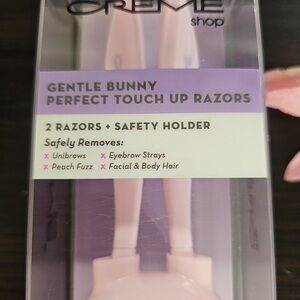 CRÈME
shop
GENTLE BUNNY
PERFECT TOUCH UP RAZORS
2 RAZORS + SAFETY HOLDER
Safely Removes:
x Unibrows x Eyebrow Strays
x Peach Fuzz x Facial & Body Hair